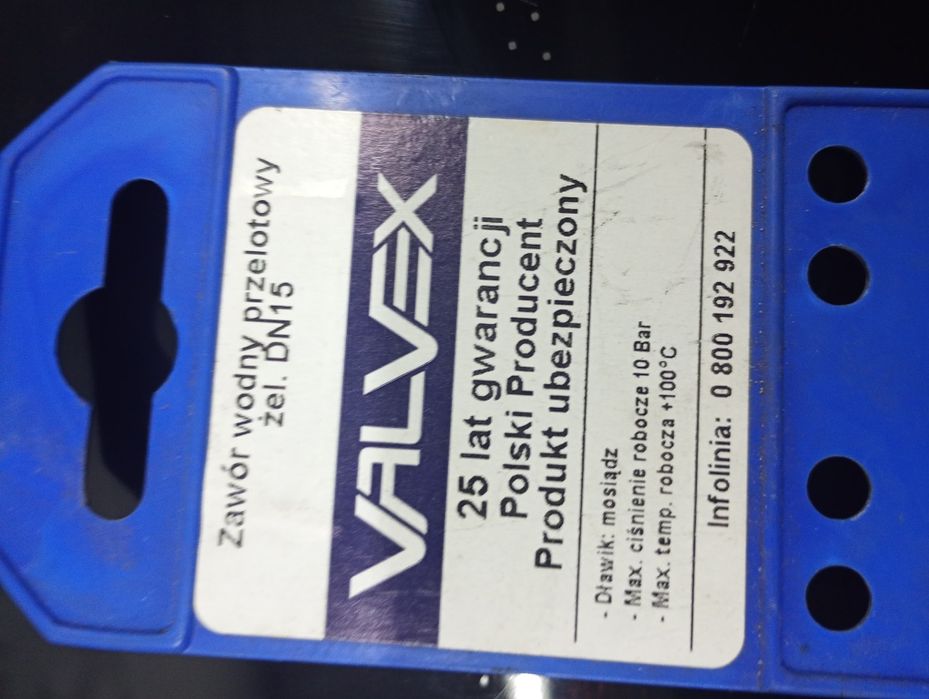 Zawór wodny przelotowy
żel. DN15
VALVEX
25 lat gwarancji
Polski Producent
Produkt ubezpieczony
- Dławik: mosiądz
- Max. ciśnienie robocze 10 Bar
- Max. temp. robocza +100°C
Infolinia: 0 800 192 922